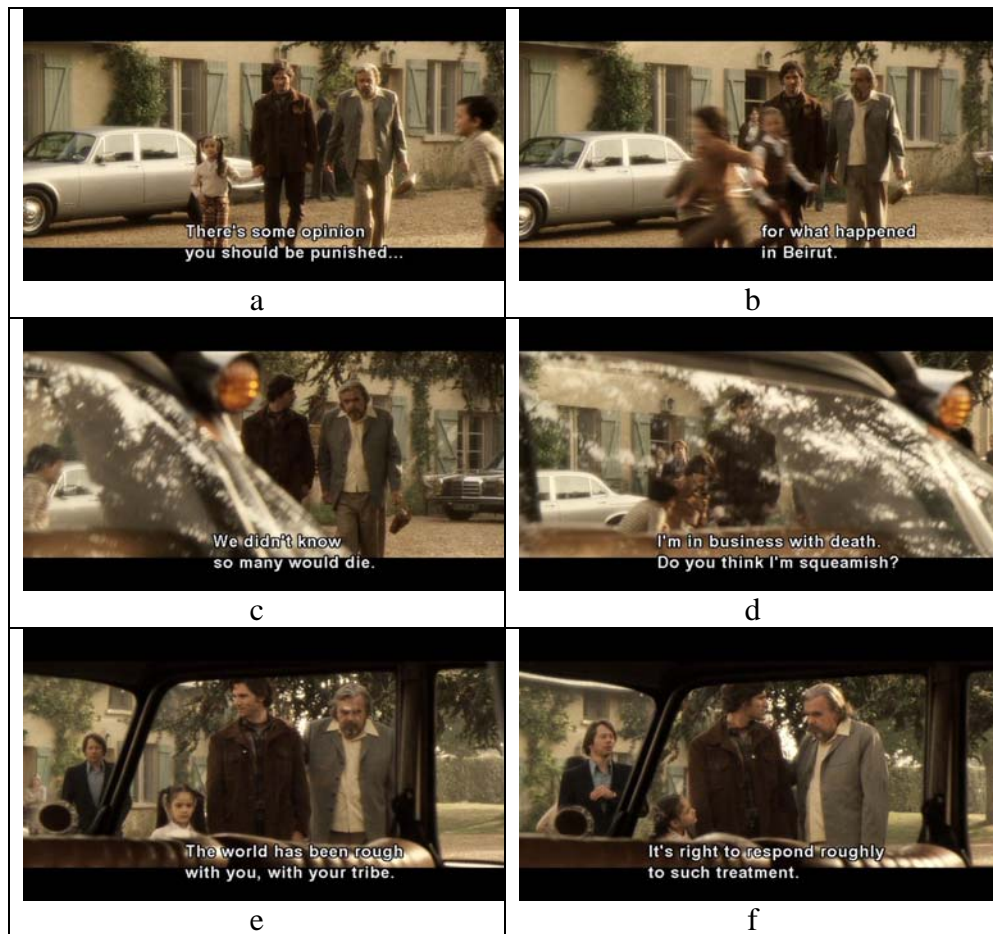 There's some opinion
you should be punished...
a
for what happened
in Beirut.
b
We didn't know
so many would die.
c
I'm in business with death.
Do you think I'm squeamish?
d
The world has been rough
with you, with your tribe.
e
It's right to respond roughly
to such treatment.
f